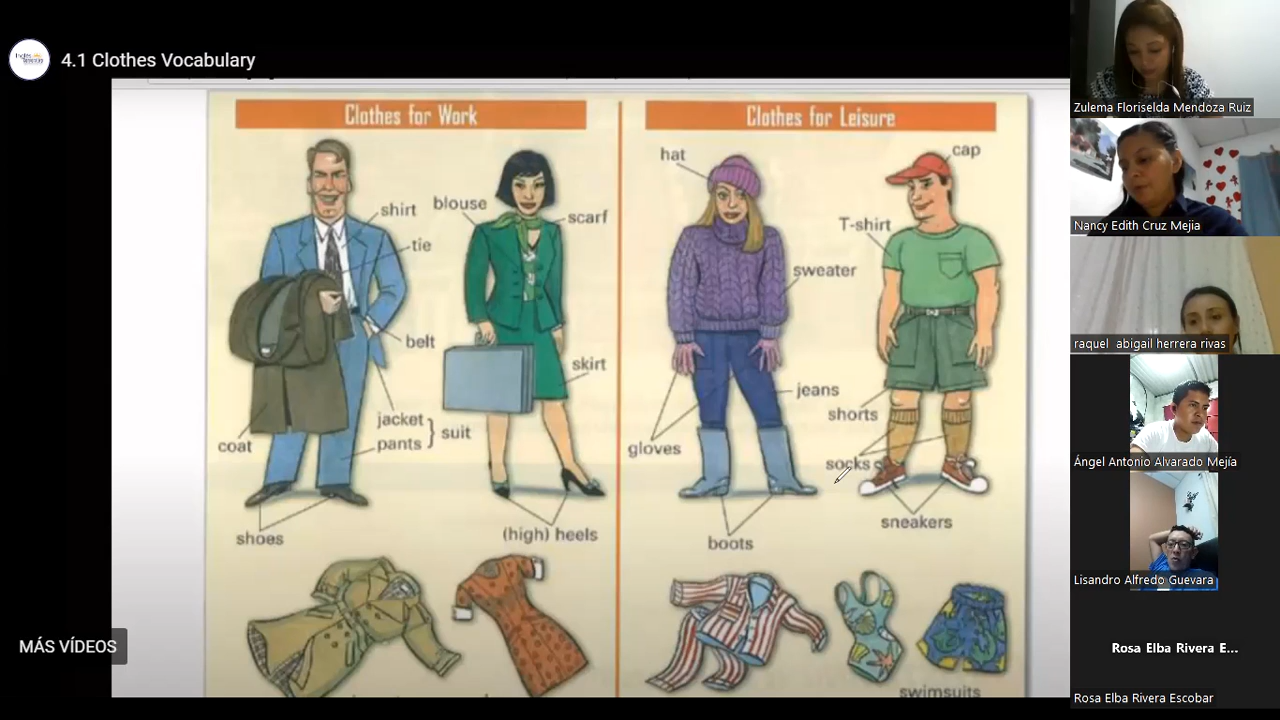 4.1 Clothes Vocabulary
Clothes for Work
Clothes for Leisure
shirt
blouse
scarf
tie
belt
skirt
jacket
pants
suit
coat
shoes
(high) heels
hat
cap
T-shirt
sweater
jeans
shorts
gloves
socks
sneakers
boots
swimsuits
MÁS VÍDEOS
Zulema Floriselda Mendoza Ruiz
Nancy Edith Cruz Mejia
raquel abigail herrera rivas
Ángel Antonio Alvarado Mejía
Lisandro Alfredo Guevara
Rosa Elba Rivera E...
Rosa Elba Rivera Escobar